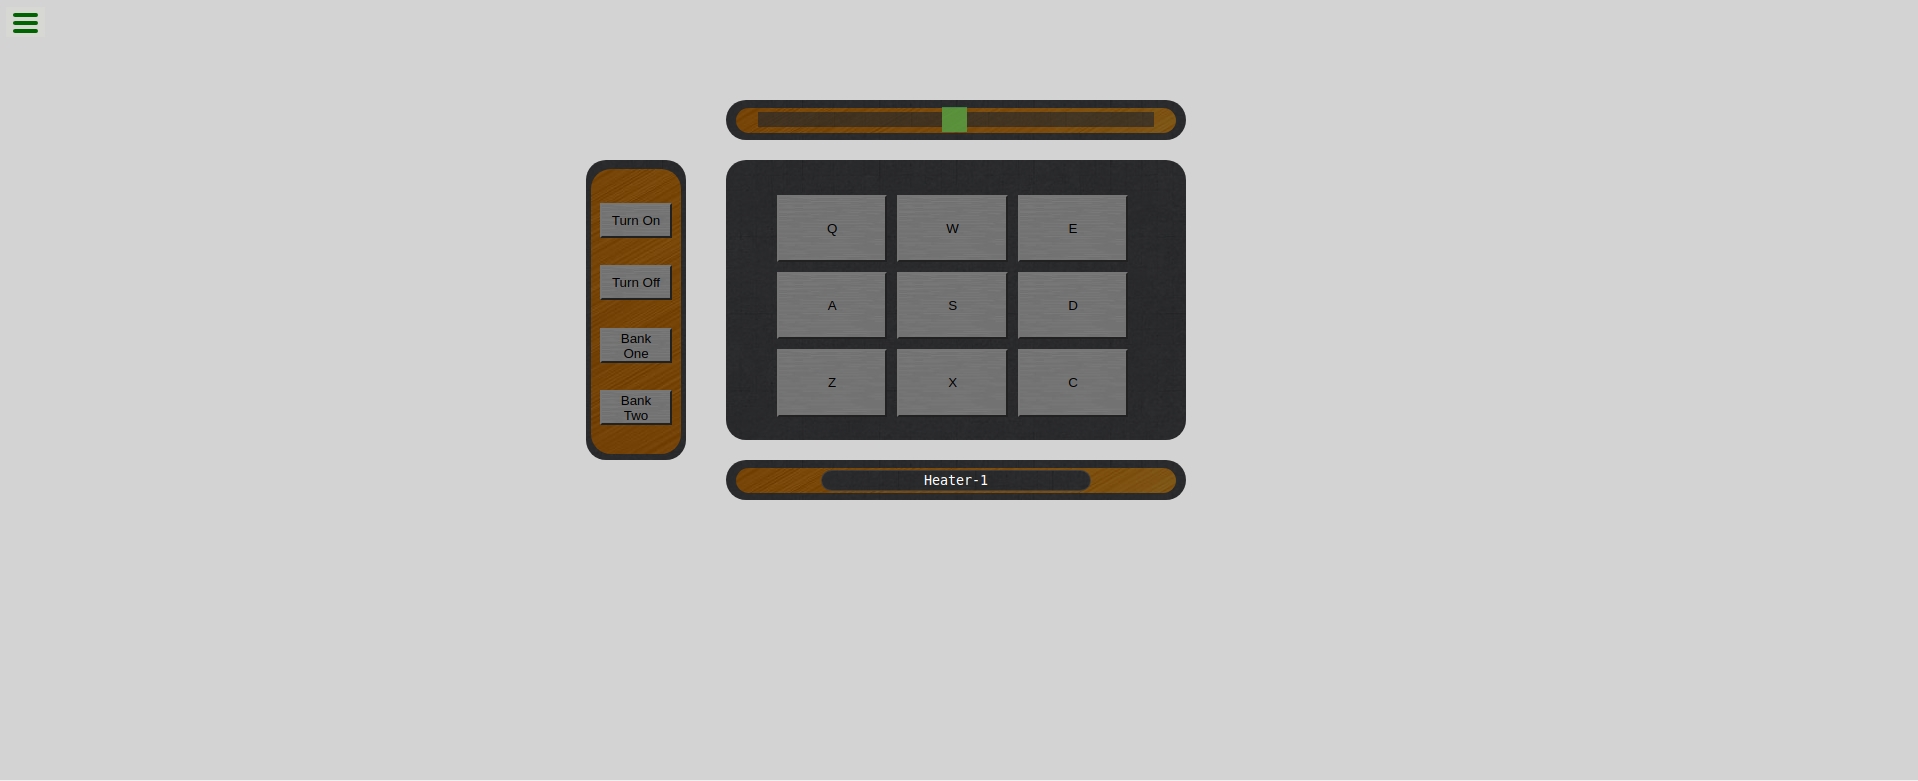 Turn On
Turn Off
Bank
One
Bank
Two
Q W E
A S D
Z X C
Heater-1